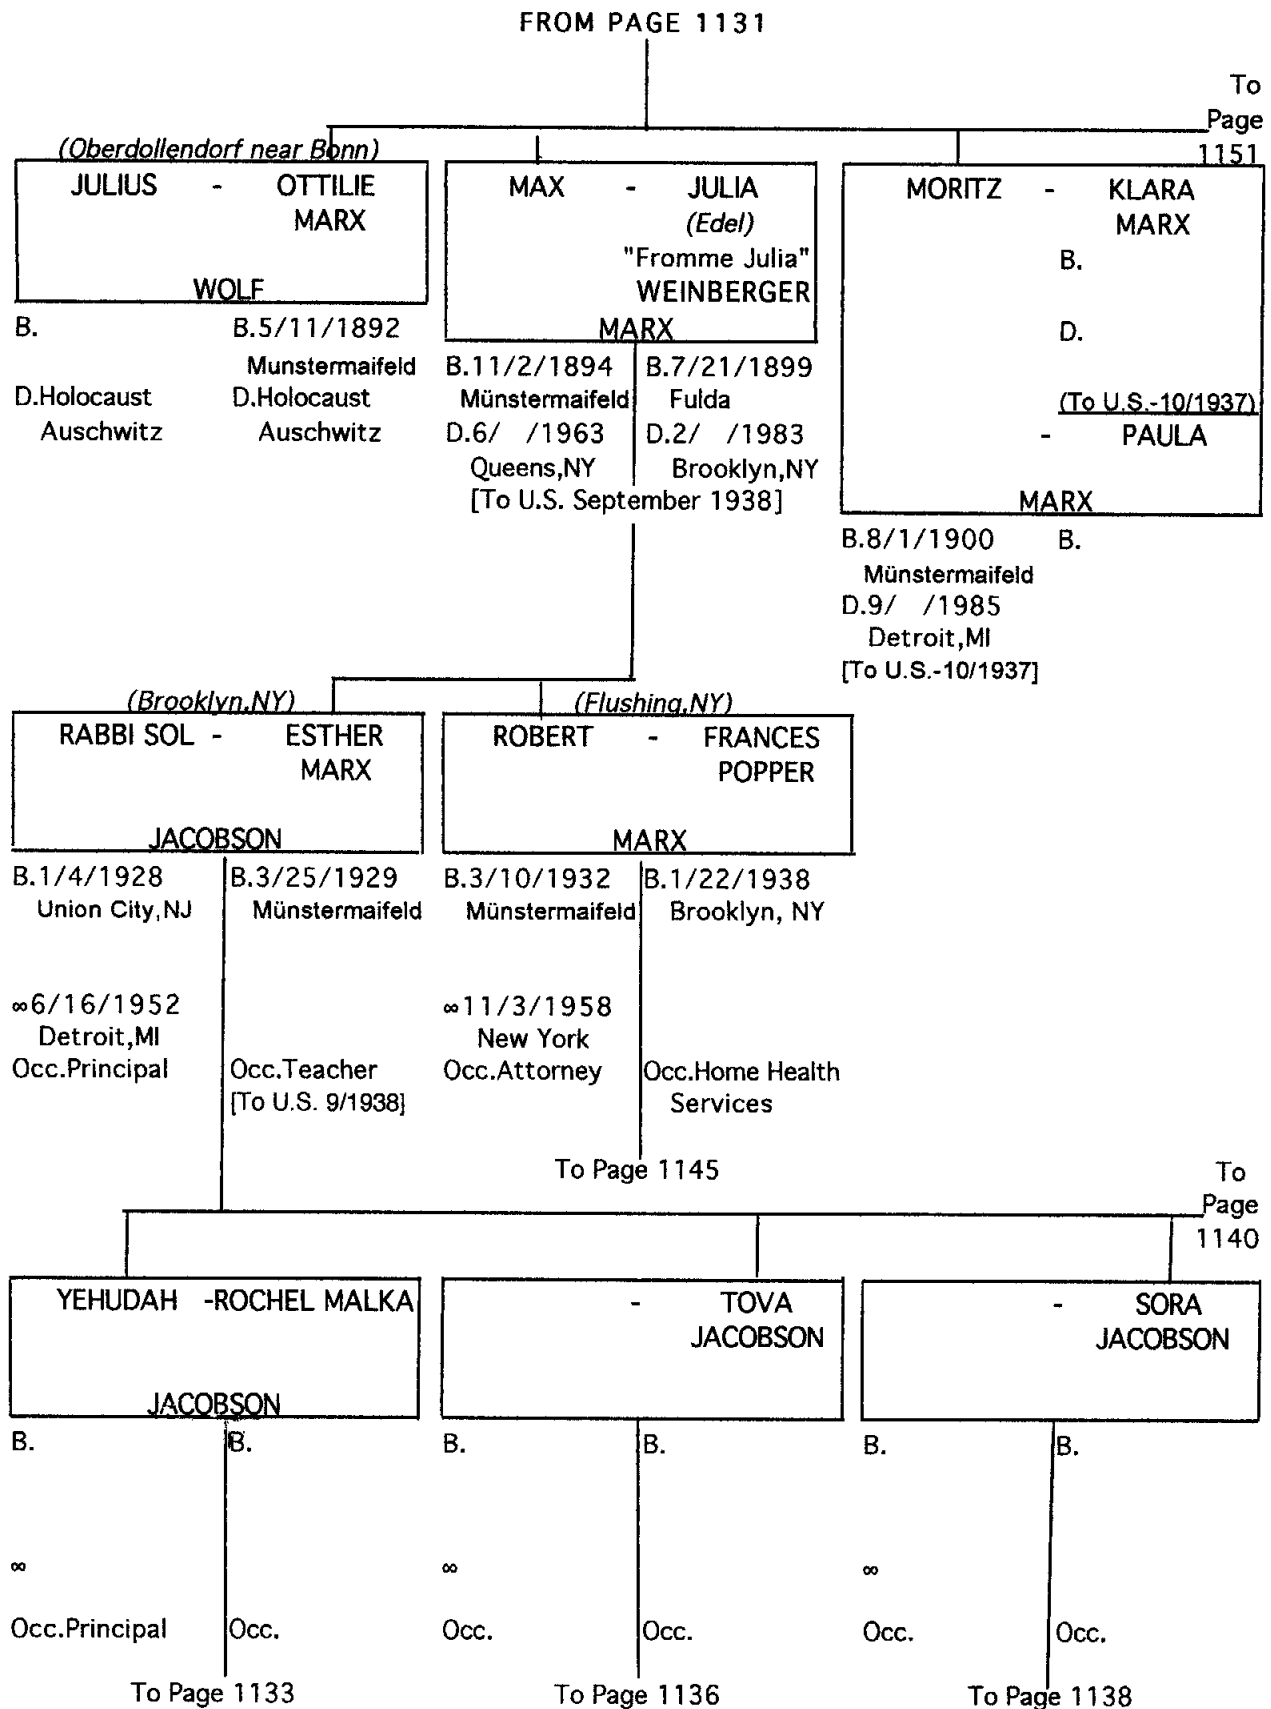 FROM PAGE 1131
To
Page
1151
(Oberdollendorf near Bonn)
JULIUS - OTTILIE
MARX
WOLF
B. B.5/11/1892
Munstermaifeld
D.Holocaust D.Holocaust
Auschwitz Auschwitz
MAX - JULIA
(Edel)
"Fromme Julia"
WEINBERGER
MARX
B.11/2/1894 B.7/21/1899
Münstermaifeld Fulda
D.6/ /1963 D.2/ /1983
Queens,NY Brooklyn,NY
[To U.S. September 1938]
MORITZ - KLARA
MARX
B.
D.
(To U.S.-10/1937)
- PAULA
MARX
B.8/1/1900 B.
Münstermaifeld
D.9/ /1985
Detroit,MI
[To U.S.-10/1937]
(Brooklyn,NY)
RABBI SOL - ESTHER
MARX
JACOBSON
B.1/4/1928 B.3/25/1929
Union City,NJ Münstermaifeld
∞6/16/1952
Detroit,MI
Occ.Principal Occ.Teacher
[To U.S. 9/1938]
(Flushing,NY)
ROBERT - FRANCES
POPPER
MARX
B.3/10/1932 B.1/22/1938
Münstermaifeld Brooklyn, NY
∞11/3/1958
New York
Occ.Attorney Occ.Home Health
Services
To Page 1145
To
Page
1140
YEHUDAH -ROCHEL MALKA
JACOBSON
B. B.
∞
Occ.Principal Occ.
To Page 1133
- TOVA
JACOBSON
B. B.
∞
Occ. Occ.
To Page 1136
- SORA
JACOBSON
B. B.
∞
Occ. Occ.
To Page 1138